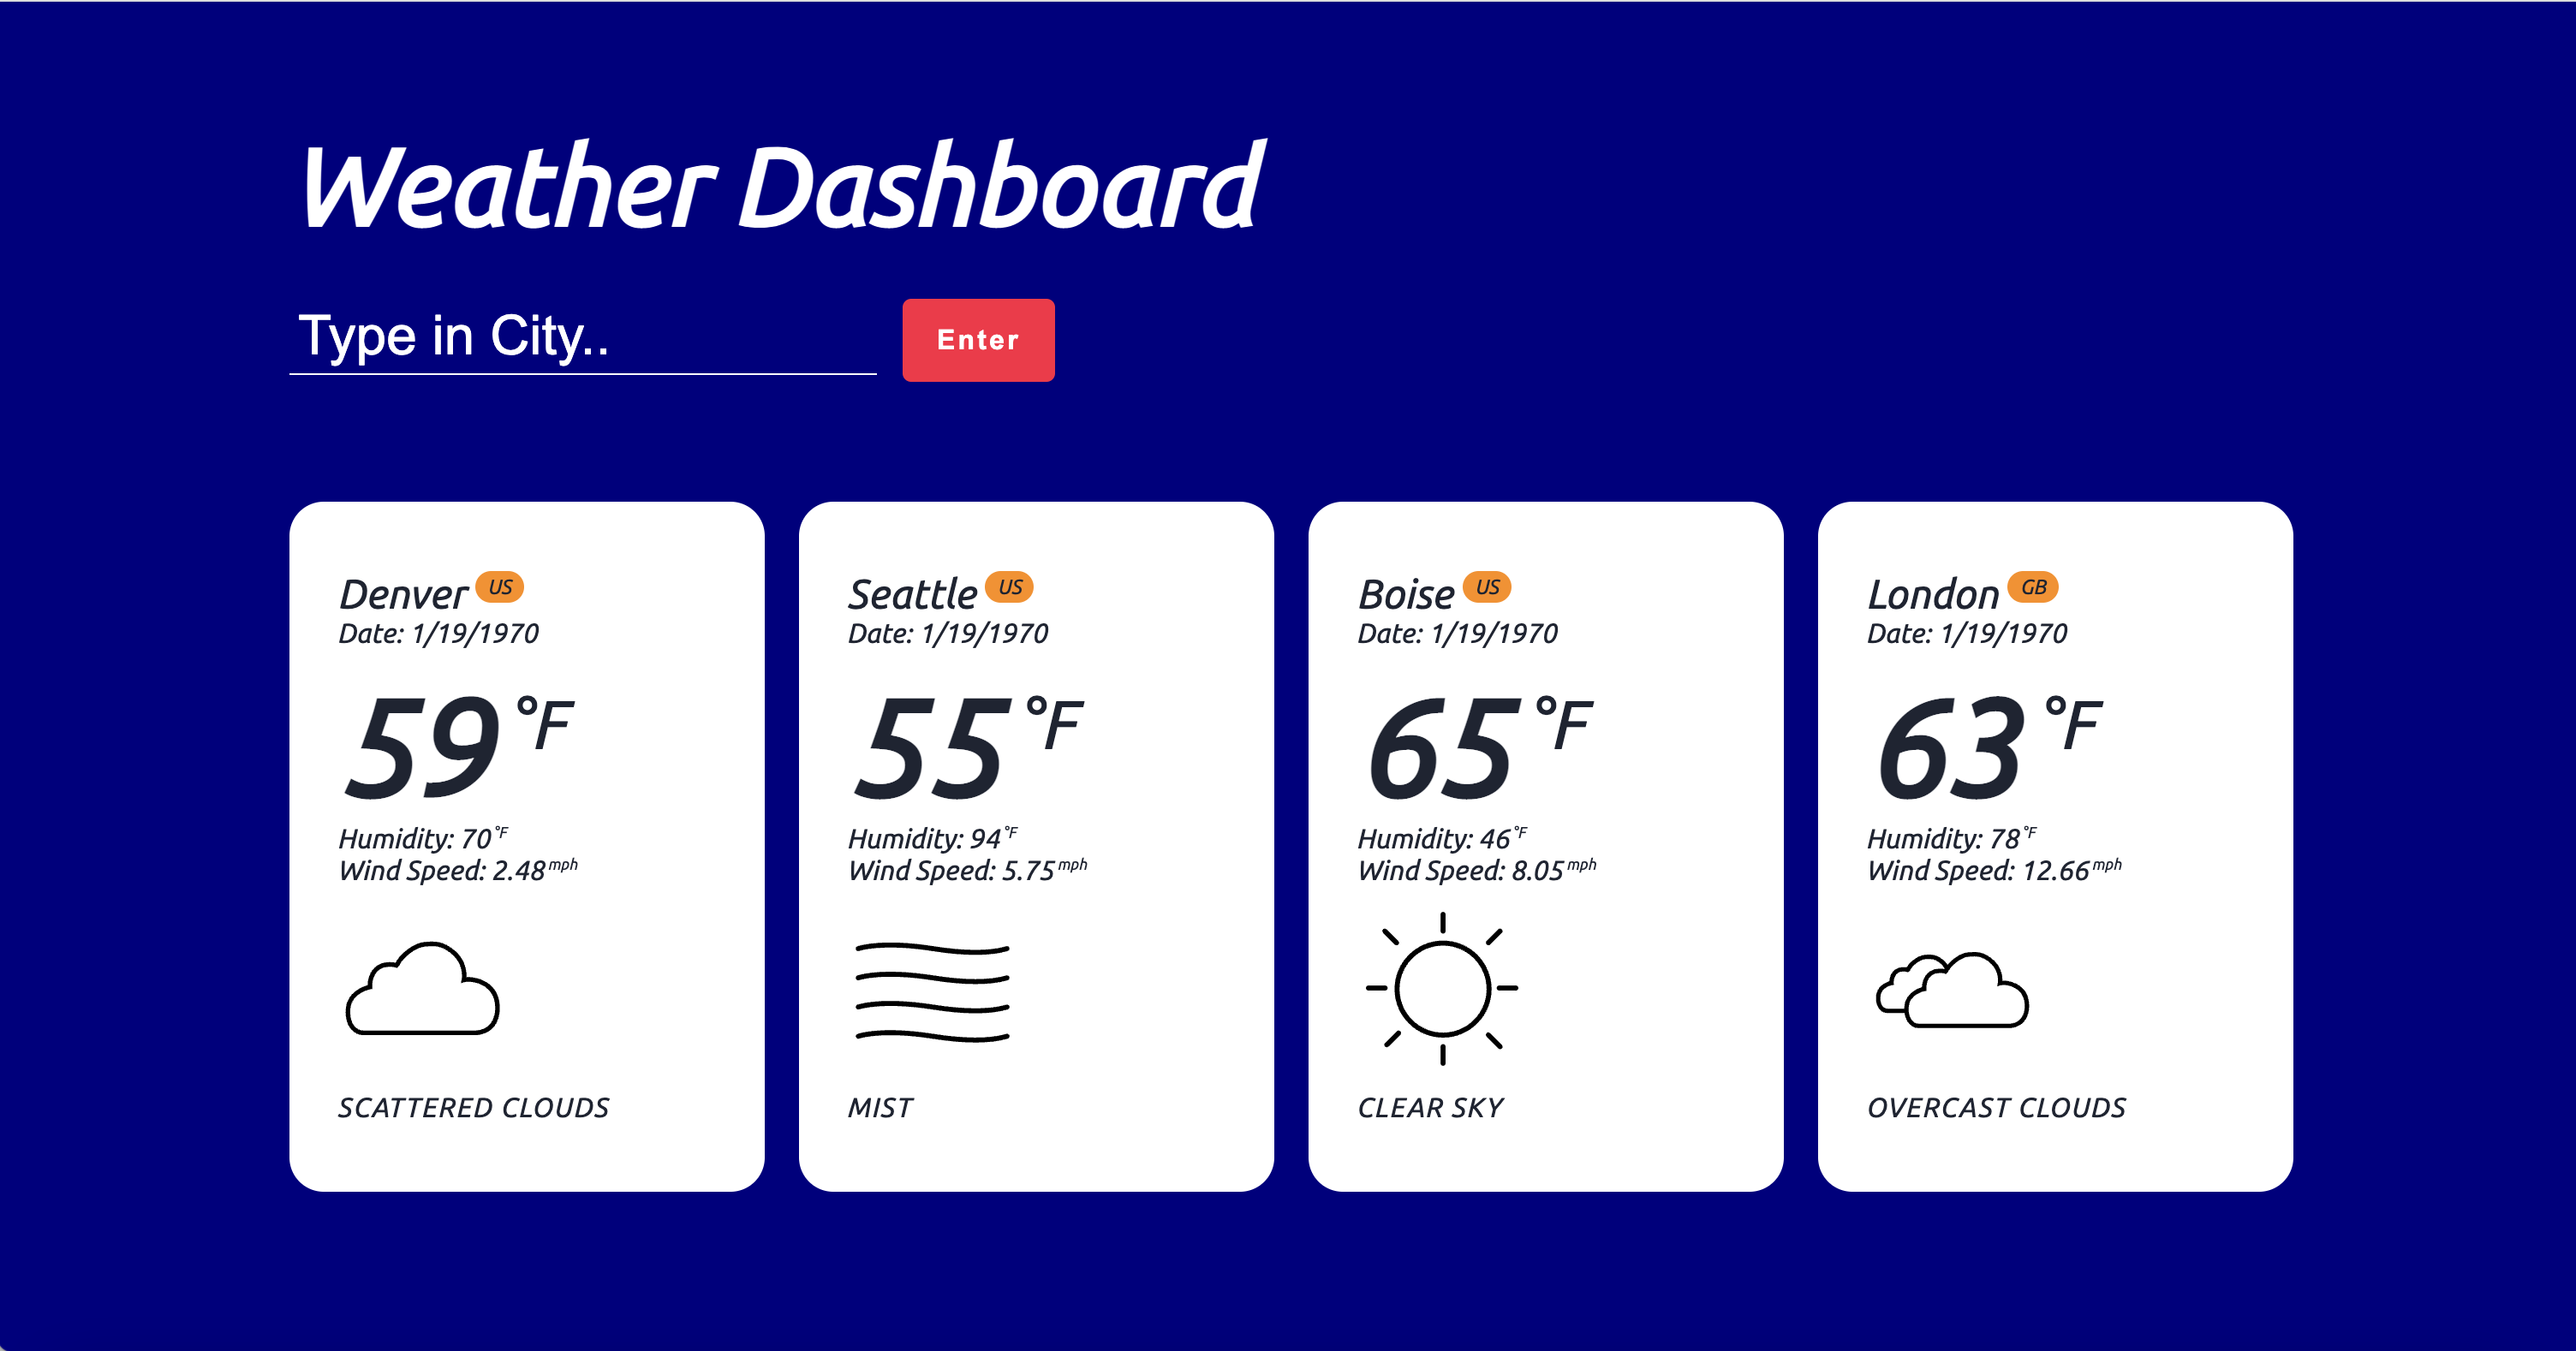 Weather Dashboard
Type in City..
Enter
Denver US
Date: 1/19/1970
59 °F
Humidity: 70°F
Wind Speed: 2.48 mph
SCATTERED CLOUDS
Seattle US
Date: 1/19/1970
55 °F
Humidity: 94°F
Wind Speed: 5.75 mph
MIST
Boise US
Date: 1/19/1970
65 °F
Humidity: 46°F
Wind Speed: 8.05 mph
CLEAR SKY
London GB
Date: 1/19/1970
63 °F
Humidity: 78°F
Wind Speed: 12.66 mph
OVERCAST CLOUDS